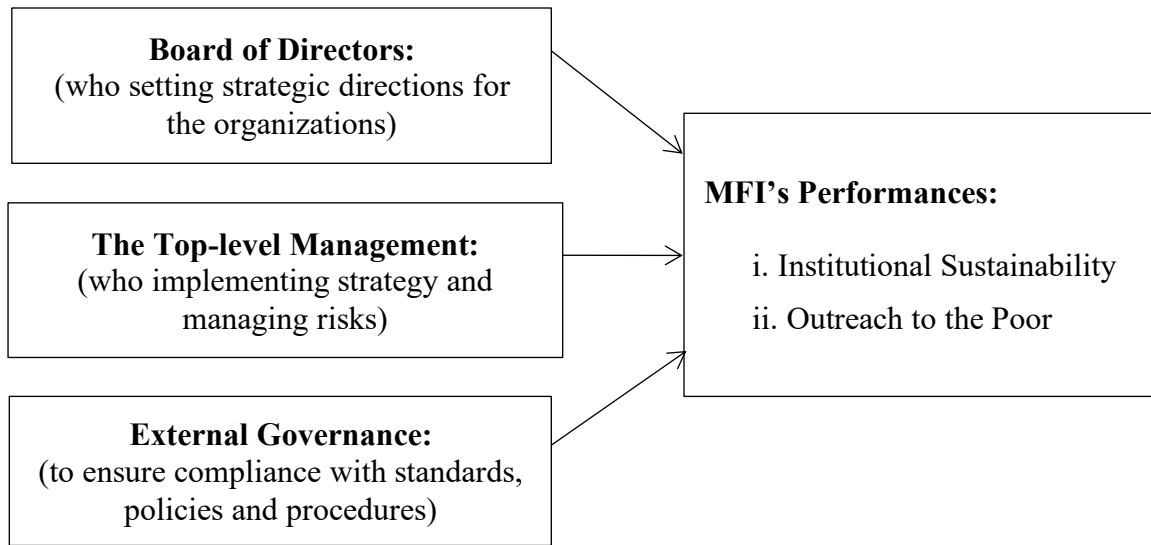 Board of Directors:
(who setting strategic directions for
the organizations)
The Top-level Management:
(who implementing strategy and
managing risks)
External Governance:
(to ensure compliance with standards,
policies and procedures)
MFI’s Performances:
i. Institutional Sustainability
ii. Outreach to the Poor